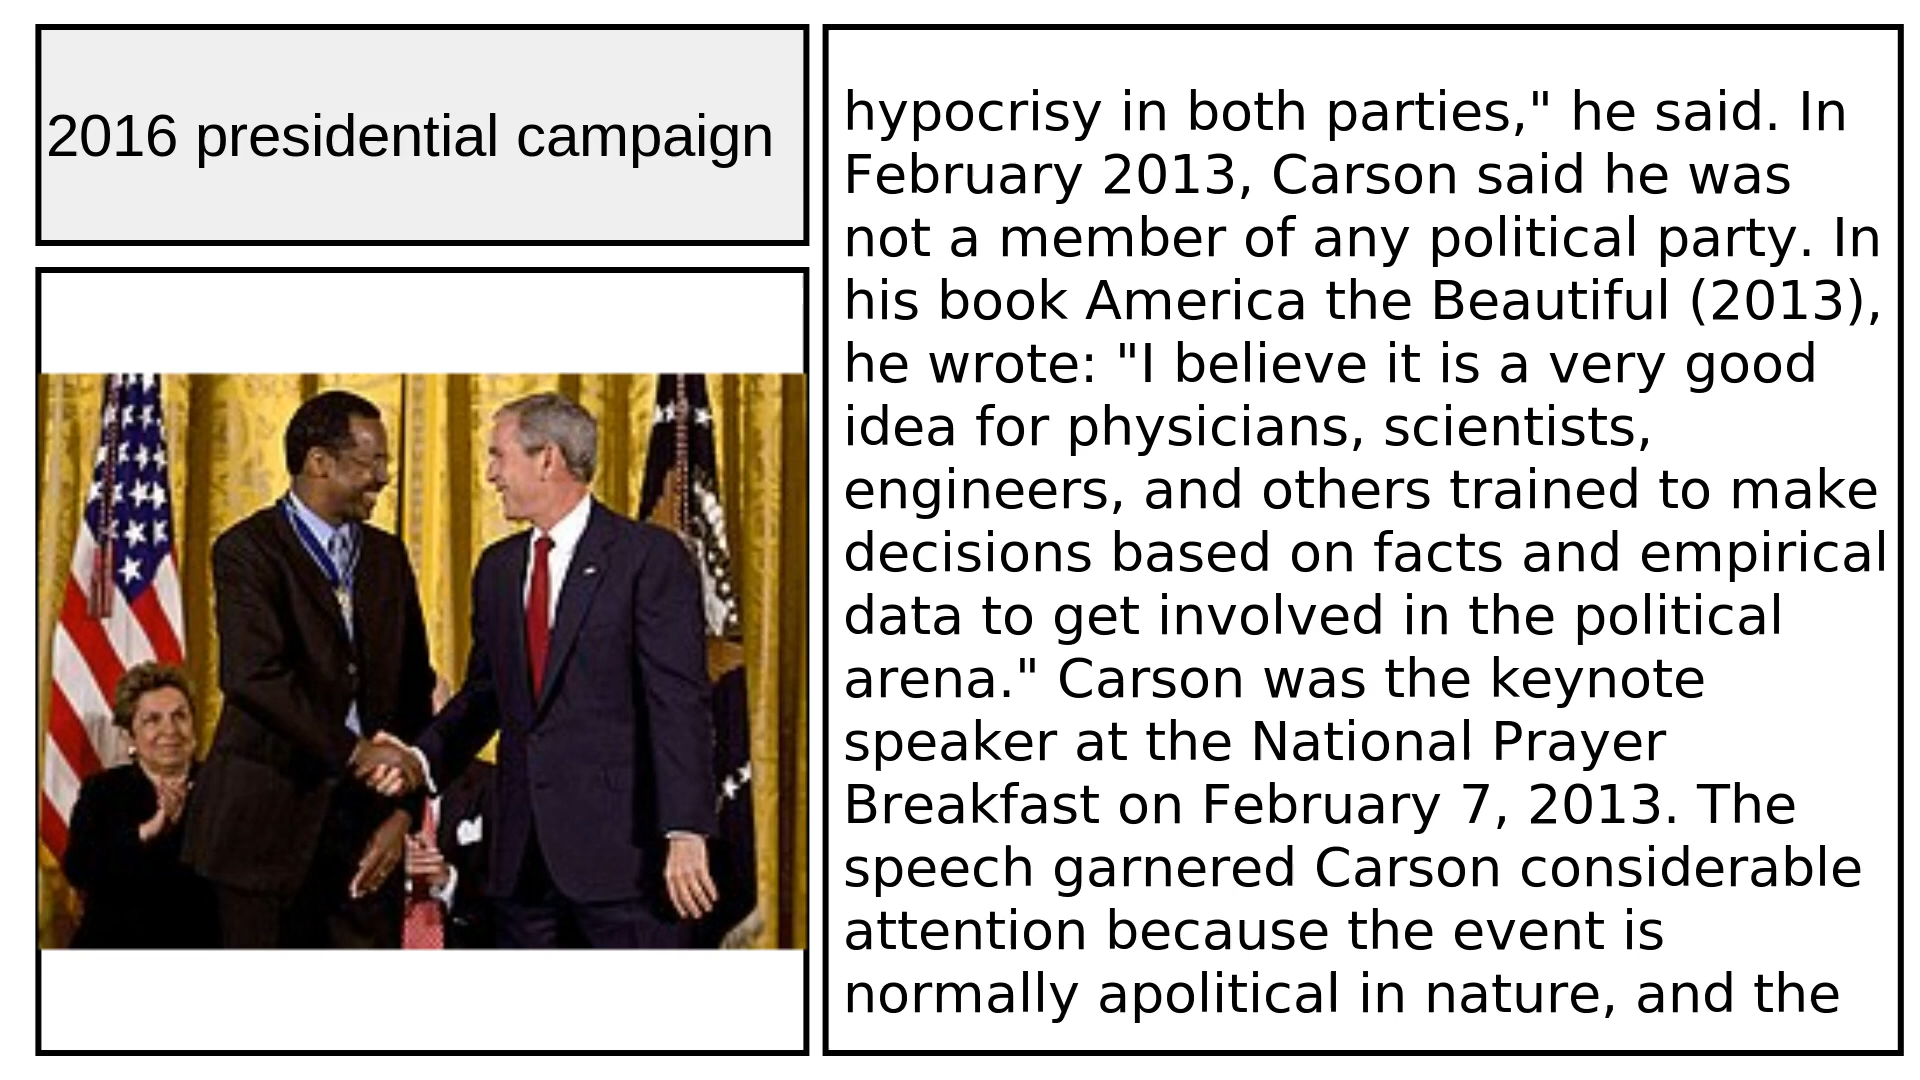 2016 presidential campaign
hypocrisy in both parties," he said. In
February 2013, Carson said he was
not a member of any political party. In
his book America the Beautiful (2013),
he wrote: "I believe it is a very good
idea for physicians, scientists,
engineers, and others trained to make
decisions based on facts and empirical
data to get involved in the political
arena." Carson was the keynote
speaker at the National Prayer
Breakfast on February 7, 2013. The
speech garnered Carson considerable
attention because the event is
normally apolitical in nature, and the